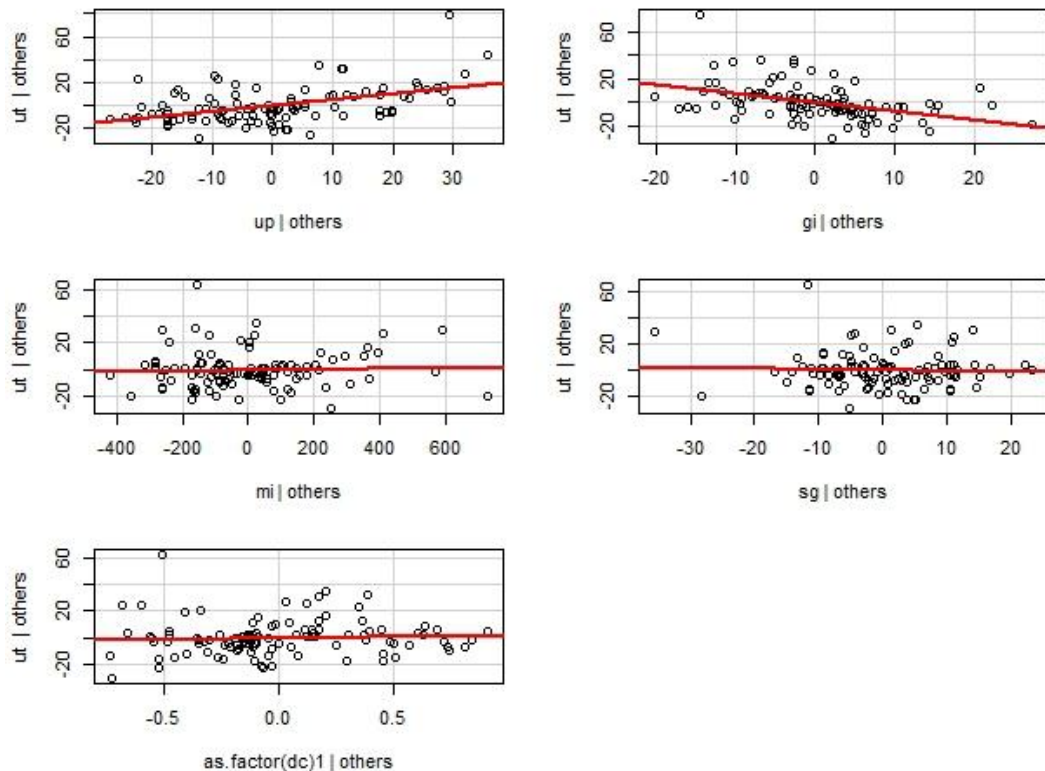 60
20
-20
ut | others
-20 -10 0 10 20 30
up | others
60
20
-20
ut | others
-20 -10 0 10 20
gi | others
60
20
-20
ut | others
-400 -200 0 200 400 600
mi | others
60
20
-20
ut | others
-30 -20 -10 0 10 20
sg | others
60
20
-20
ut | others
-0.5 0.0 0.5
as.factor(dc)1 | others